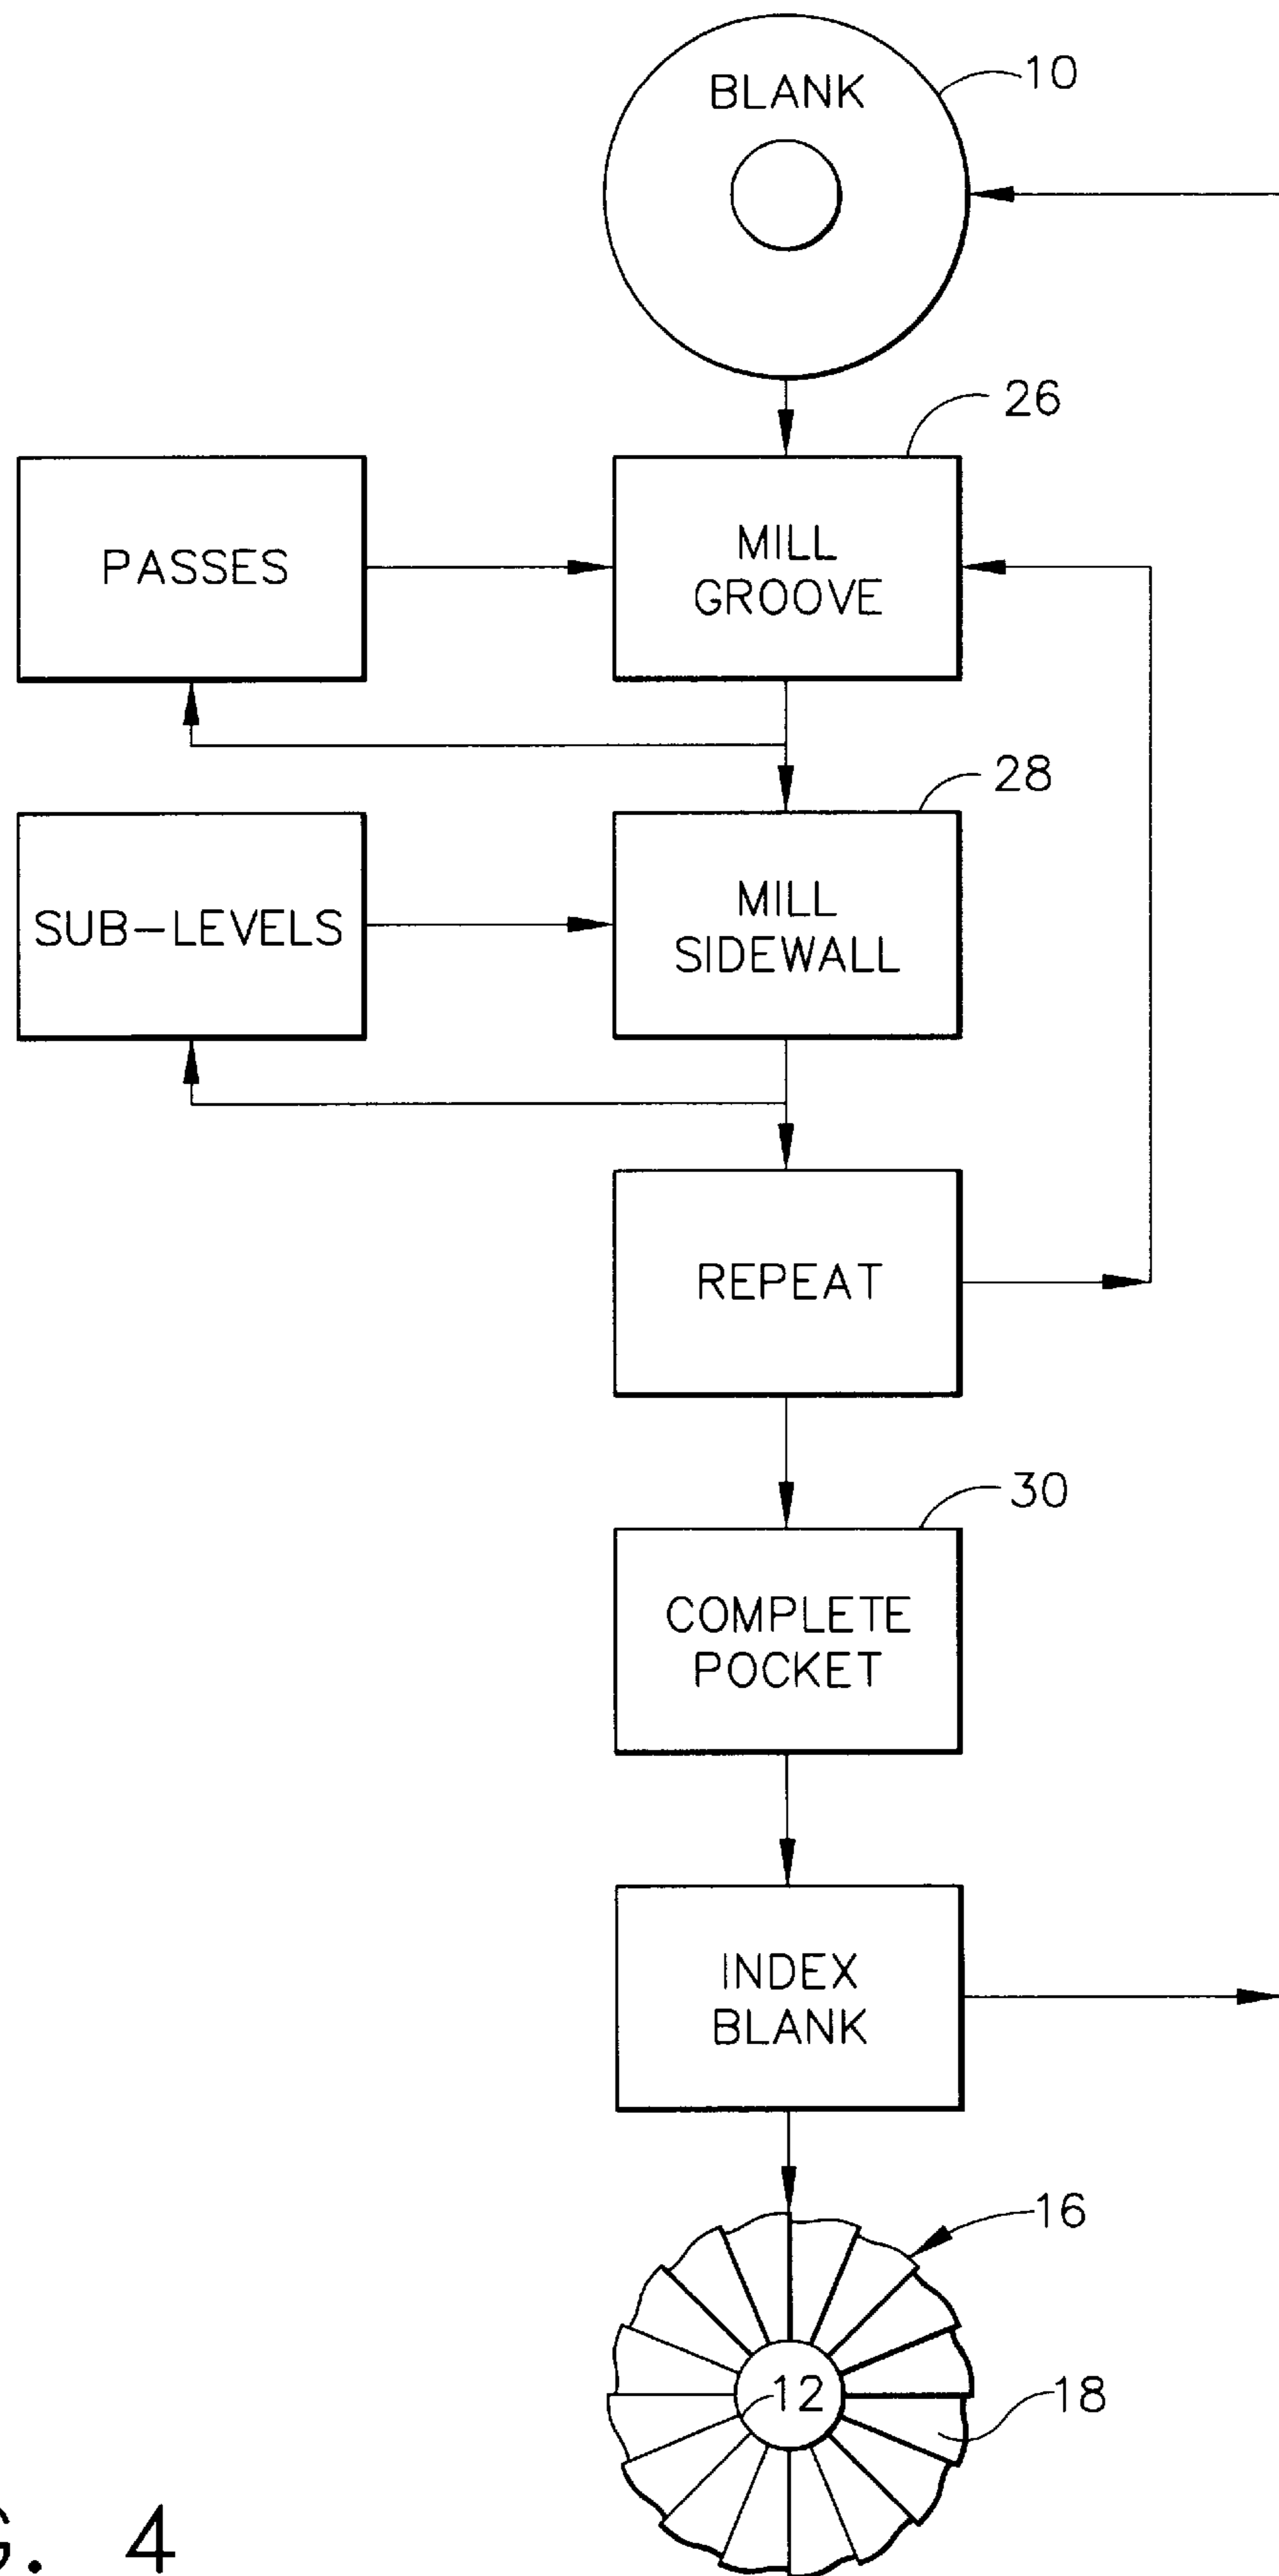 BLANK
10
26
PASSES
MILL
GROOVE
28
SUB-LEVELS
MILL
SIDEWALL
REPEAT
30
COMPLETE
POCKET
INDEX
BLANK
16
12
18
G. 4